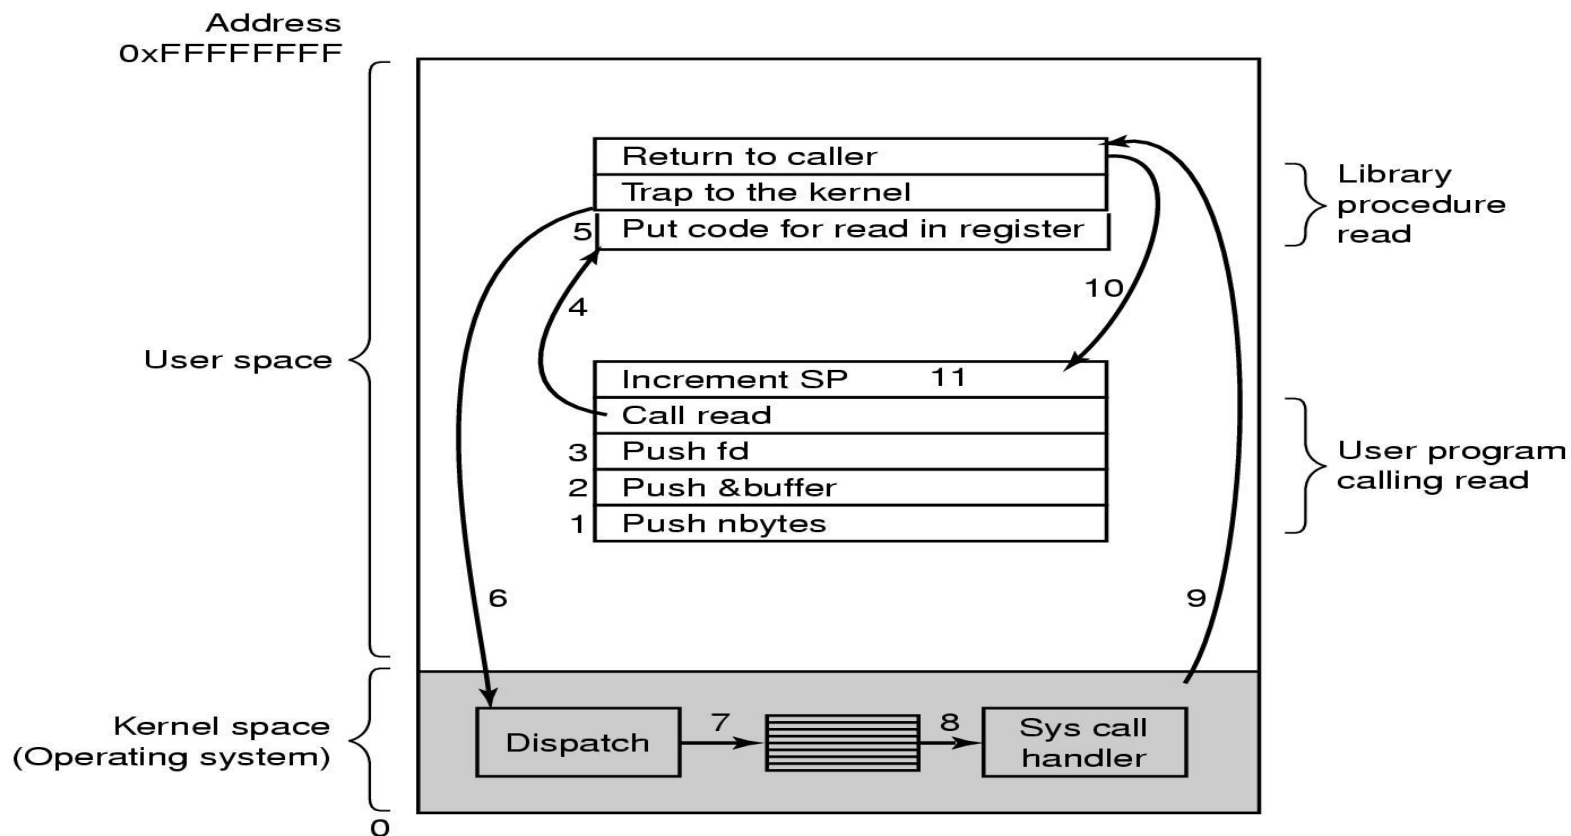 Address
0xFFFFFFFF
Return to caller
Trap to the kernel
5 Put code for read in register
Library
procedure
read
4
10
User space
Increment SP 11
Call read
3 Push fd
2 Push &buffer
1 Push nbytes
User program
calling read
6
9
Kernel space
(Operating system)
Dispatch
7
8
Sys call
handler
0